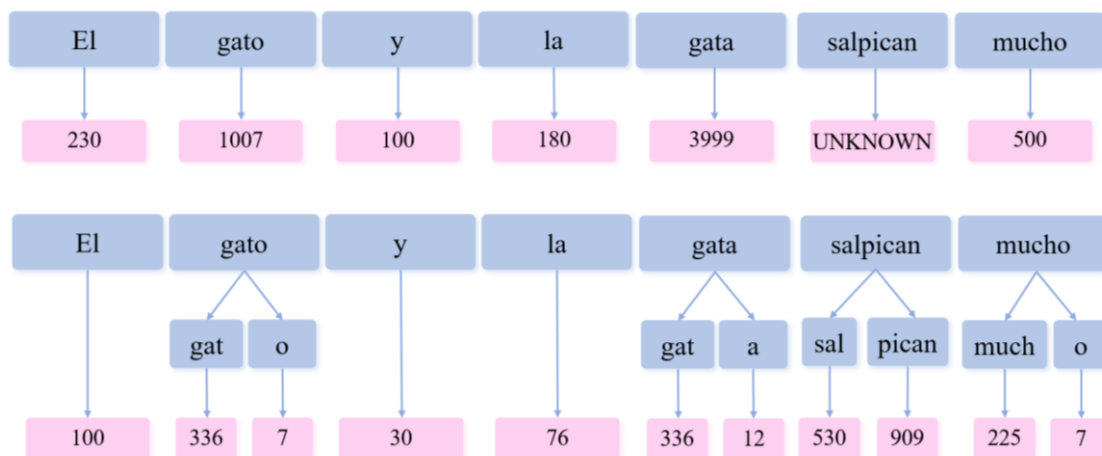 El gato y la gata salpican mucho
230 1007 100 180 3999 UNKNOWN 500
El gato y la gata salpican mucho
gat o gat a sal pican much o
100 336 7 30 76 336 12 530 909 225 7